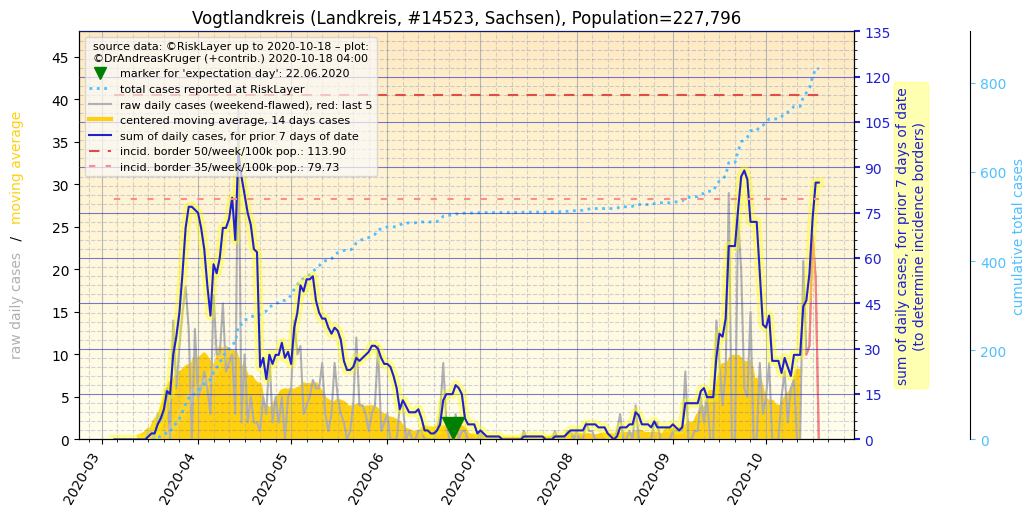 Vogtlandkreis (Landkreis, #14523, Sachsen), Population=227,796
source data: ©RiskLayer up to 2020-10-18 – plot:
©DrAndreasKruger (+contrib.) 2020-10-18 04:00
marker for 'expectation day': 22.06.2020
total cases reported at RiskLayer
raw daily cases (weekend-flawed), red: last 5
centered moving average, 14 days cases
sum of daily cases, for prior 7 days of date
incid. border 50/week/100k pop.: 113.90
incid. border 35/week/100k pop.: 79.73
raw daily cases / moving average
45
40
35
30
25
20
15
10
5
0
2020-03
2020-04
2020-05
2020-06
2020-07
2020-08
2020-09
2020-10
135
120
105
90
75
60
45
30
15
0
sum of daily cases, for prior 7 days of date
(to determine incidence borders)
800
600
400
200
0
cumulative total cases